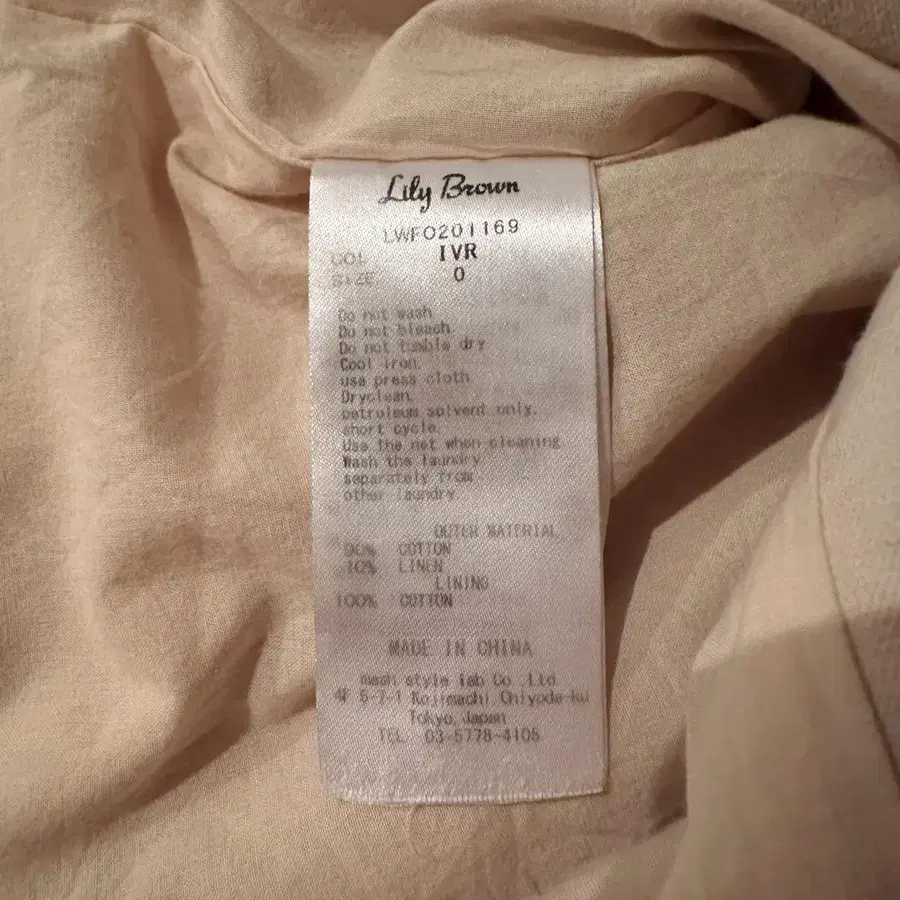 Lily Brown
LWFO201169
COL IVR
SIZE 0
Do not wash
Do not bleach
Do not tumble dry
Cool iron.
use press cloth
Dryclean.
petroleum solvent only.
short cycle.
Use the net when cleaning
Wash the laundry
separately from
other laundry.
OUTER MATERIAL
90% COTTON
10% LINEN
LINING
100% COTTON
MADE IN CHINA
mash style lab Co.,Ltd
4F 5-7-1 Kojimachi Chiyoda-ku
Tokyo, Japan
TEL 03-5778-4105